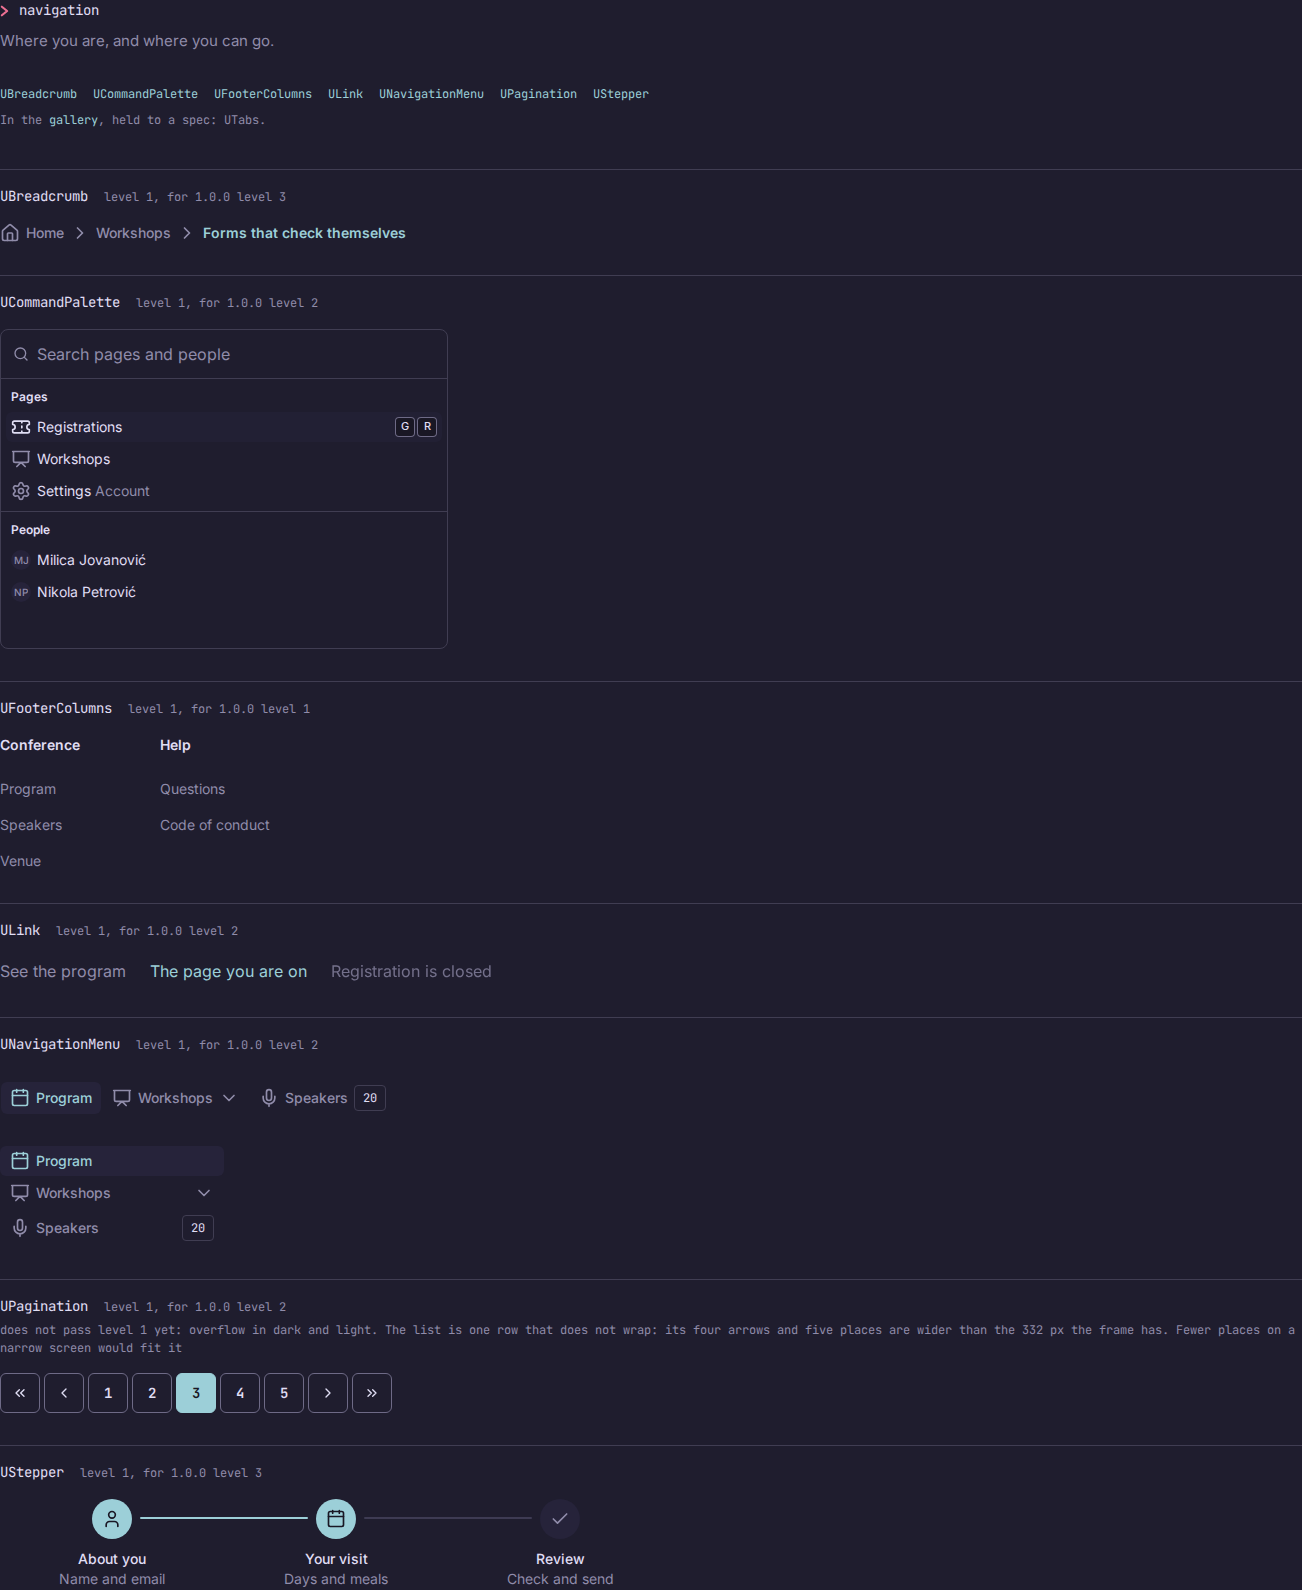 navigation
Where you are, and where you can go.
UBreadcrumb UCommandPalette UFooterColumns ULink UNavigationMenu UPagination UStepper
In the gallery, held to a spec: UTabs.
UBreadcrumb level 1, for 1.0.0 level 3
Home Workshops Forms that check themselves
UCommandPalette level 1, for 1.0.0 level 2
Search pages and people
Pages
Registrations G R
Workshops
Settings Account
People
MJ Milica Jovanović
NP Nikola Petrović
UFooterColumns level 1, for 1.0.0 level 1
Conference Help
Program Questions
Speakers Code of conduct
Venue
ULink level 1, for 1.0.0 level 2
See the program The page you are on Registration is closed
UNavigationMenu level 1, for 1.0.0 level 2
Program Workshops Speakers 20
Program
Workshops
Speakers 20
UPagination level 1, for 1.0.0 level 2
does not pass level 1 yet: overflow in dark and light. The list is one row that does not wrap: its four arrows and five places are wider than the 332 px the frame has. Fewer places on a
narrow screen would fit it
1 2 3 4 5
UStepper level 1, for 1.0.0 level 3
About you Your visit Review
Name and email Days and meals Check and send